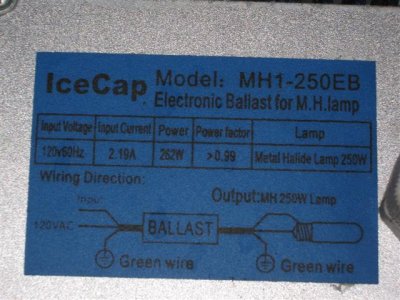 IceCap Model: MH1-250EB
Electronic Ballast for M.H.lamp
Input Voltage Input Current Power Power factor Lamp
120v60Hz 2.19A 262W >0.99 Metal Halide Lamp 250W
Wiring Direction:
Output:MH 250W Lamp
Input
120VAC BALLAST
Green wire Green wire